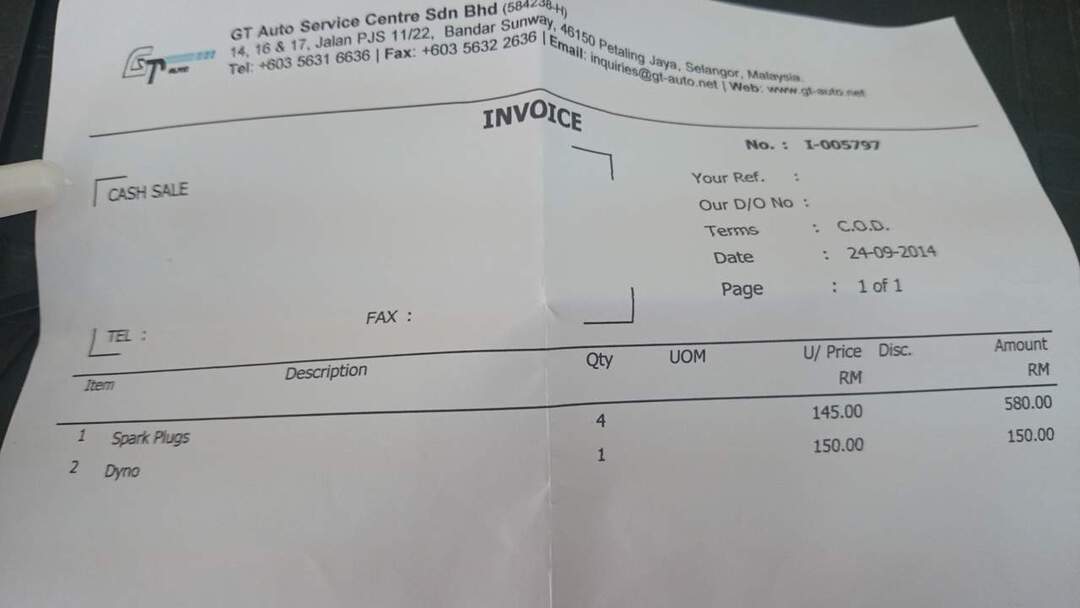 GT Auto Service Centre Sdn Bhd (584238-H)
14, 16 & 17, Jalan PJS 11/22, Bandar Sunway, 46150 Petaling Jaya, Selangor, Malaysia.
Tel: +603 5631 6636 | Fax: +603 5632 2636 | Email: inquiries@gt-auto.net | Web: www.gt-auto.net
GT AUTO
INVOICE
No. : I-005797
CASH SALE
Your Ref. :
Our D/O No :
Terms : C.O.D.
Date : 24-09-2014
Page : 1 of 1
TEL : FAX :
Item Description Qty UOM U/ Price Disc. Amount
RM RM
1 Spark Plugs 4 145.00 580.00
2 Dyno 1 150.00 150.00